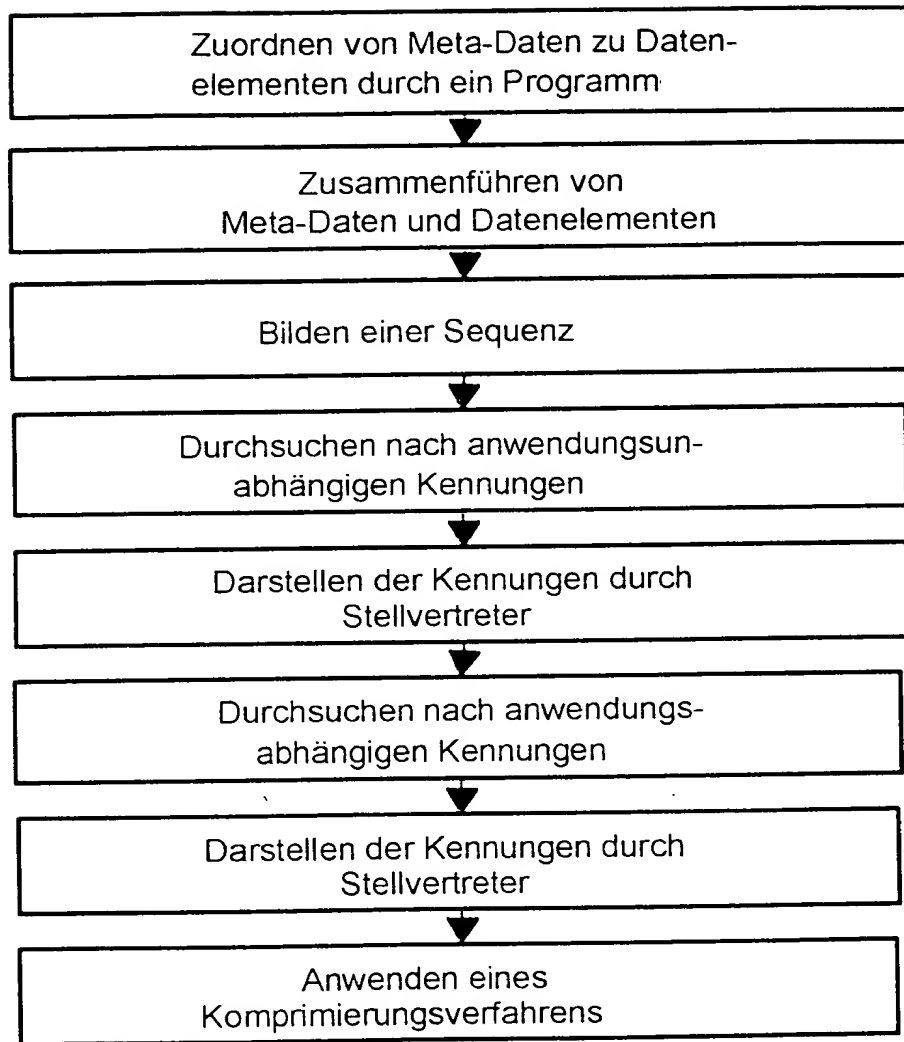 Zuordnen von Meta-Daten zu Daten-
elementen durch ein Programm
Zusammenführen von
Meta-Daten und Datenelementen
Bilden einer Sequenz
Durchsuchen nach anwendungsun-
abhängigen Kennungen
Darstellen der Kennungen durch
Stellvertreter
Durchsuchen nach anwendungs-
abhängigen Kennungen
Darstellen der Kennungen durch
Stellvertreter
Anwenden eines
Komprimierungsverfahrens